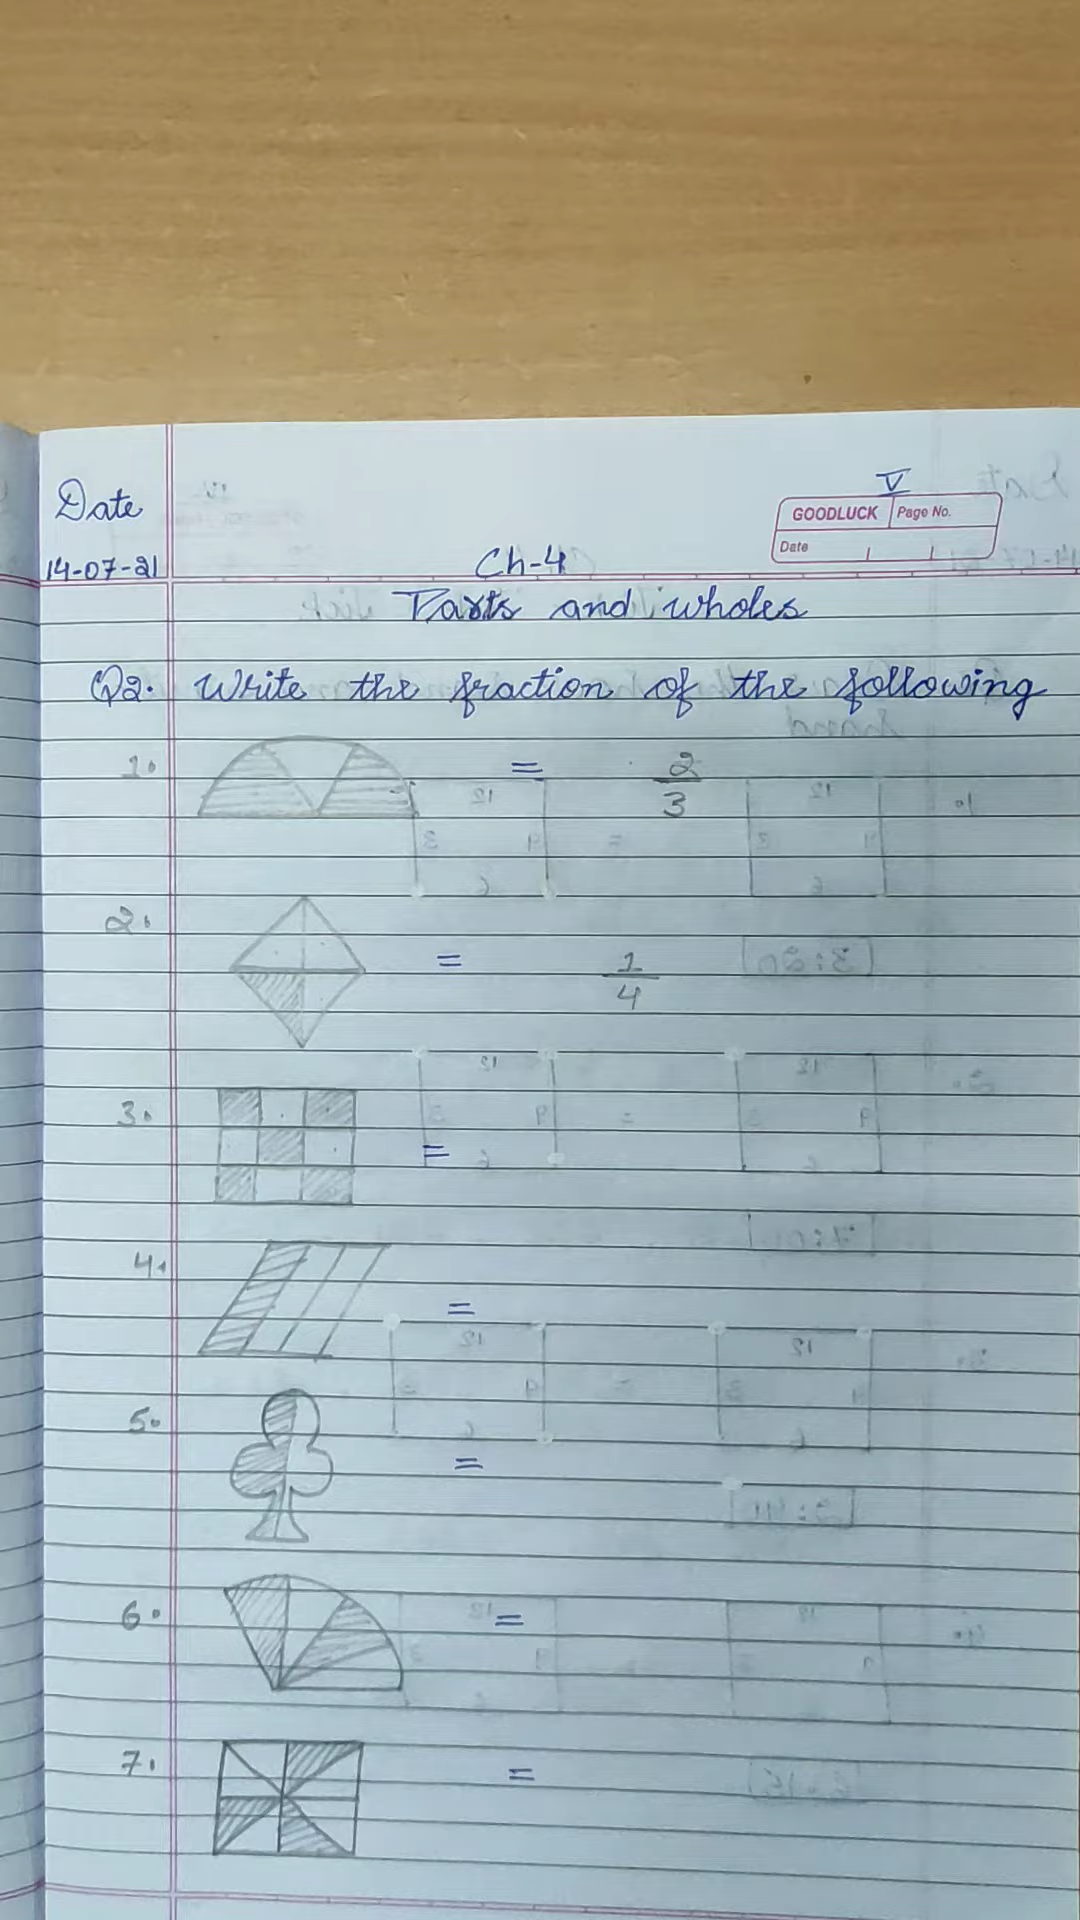 Date
V
GOODLUCK Page No.
Date
14-07-21
Ch-4
Parts and wholes
Q2. Write the fraction of the following
1. = 2/3
2. = 1/4
3. =
4. =
5. =
6. =
7. =